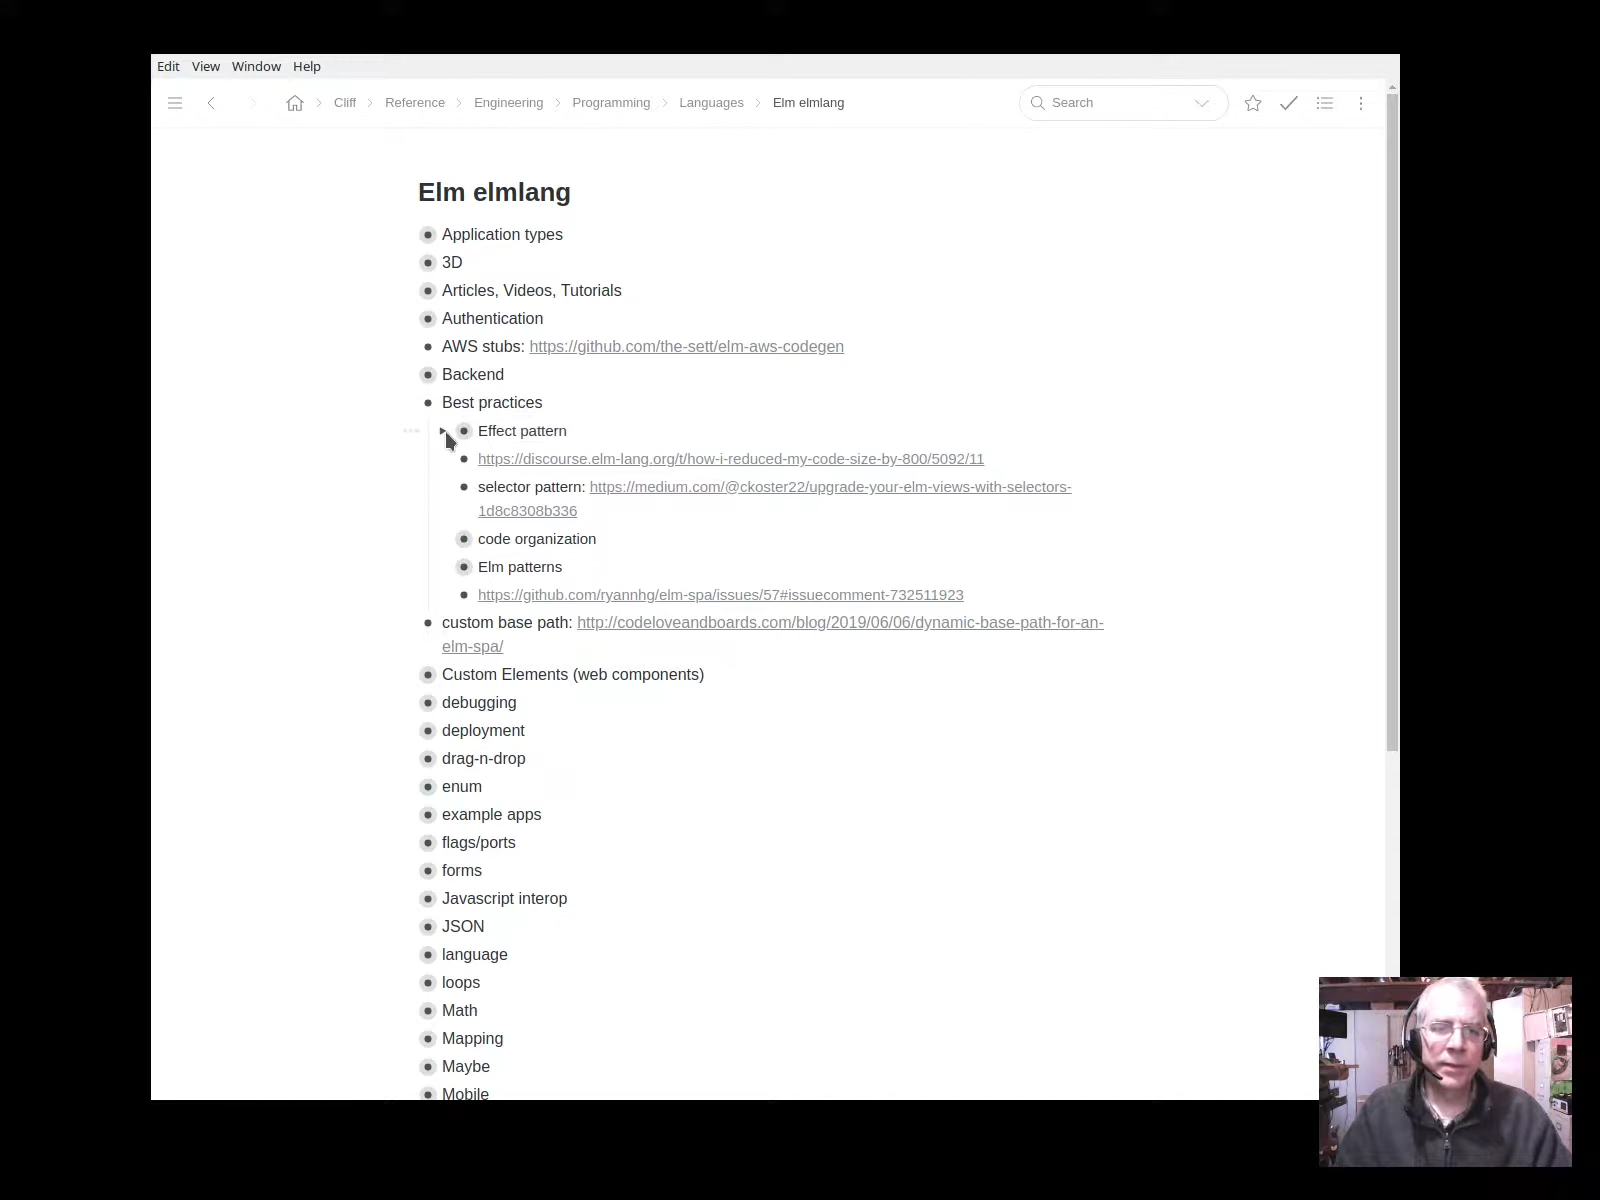 Edit View Window Help
Cliff Reference Engineering Programming Languages Elm elmlang Search
Elm elmlang
Application types
3D
Articles, Videos, Tutorials
Authentication
AWS stubs: https://github.com/the-sett/elm-aws-codegen
Backend
Best practices
Effect pattern
https://discourse.elm-lang.org/t/how-i-reduced-my-code-size-by-800/5092/11
selector pattern: https://medium.com/@ckoster22/upgrade-your-elm-views-with-selectors-
1d8c8308b336
code organization
Elm patterns
https://github.com/ryannhg/elm-spa/issues/57#issuecomment-732511923
custom base path: http://codeloveandboards.com/blog/2019/06/06/dynamic-base-path-for-an-
elm-spa/
Custom Elements (web components)
debugging
deployment
drag-n-drop
enum
example apps
flags/ports
forms
Javascript interop
JSON
language
loops
Math
Mapping
Maybe
Mobile